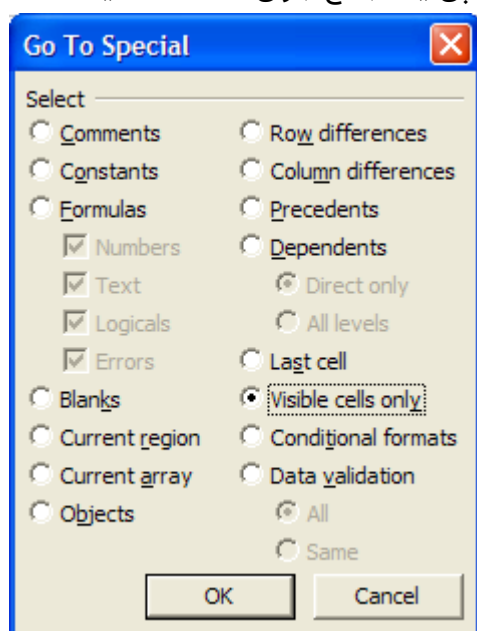 Go To Special
Select
Comments
Constants
Formulas
Numbers
Text
Logicals
Errors
Blanks
Current region
Current array
Objects
Row differences
Column differences
Precedents
Dependents
Direct only
All levels
Last cell
Visible cells only
Conditional formats
Data validation
All
Same
OK
Cancel